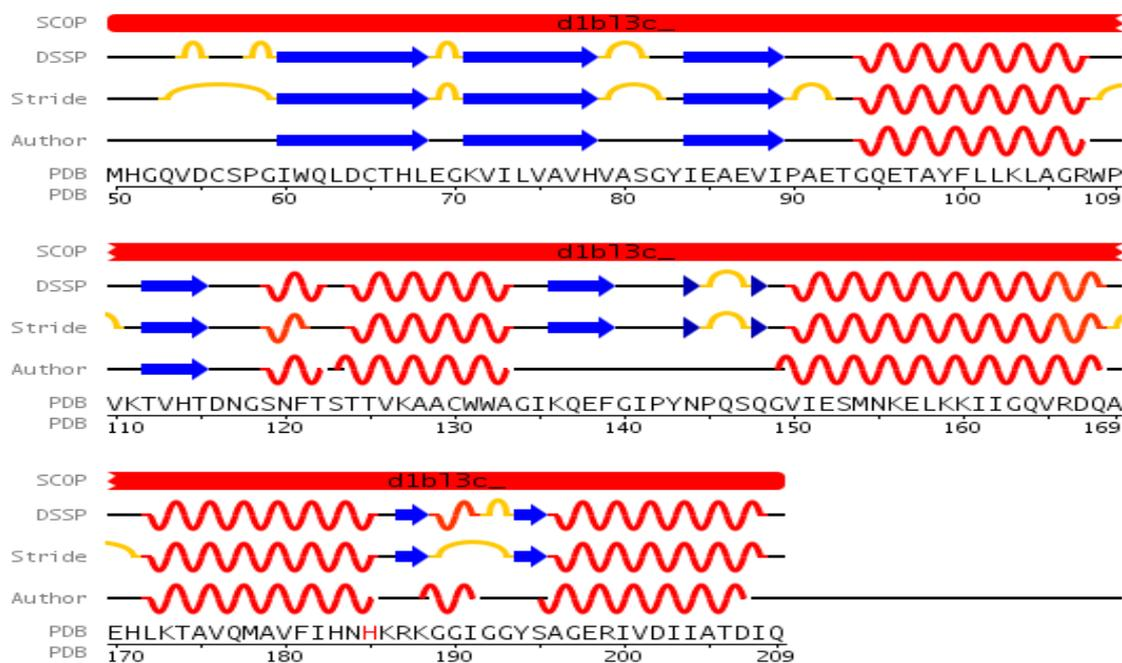 SCOP d1bl3c_
DSSP
Stride
Author
PDB MHGQVDCSPGIWQLDCTHLEGKVILVAVHVASGYIEAEVIPAETGQETAYFLLKLAGRWP
PDB 50 60 70 80 90 100 109
SCOP d1bl3c_
DSSP
Stride
Author
PDB VKTVHTDNGSNFTSTTVKAACWWAGIKQEFGIPYNPQSQGVIESMNKELKKIIGQVRDQA
PDB 110 120 130 140 150 160 169
SCOP d1bl3c_
DSSP
Stride
Author
PDB EHLKTAVQMAVFIHNHKRKGGIGGYSAGERIVDIIATDIQ
PDB 170 180 190 200 209